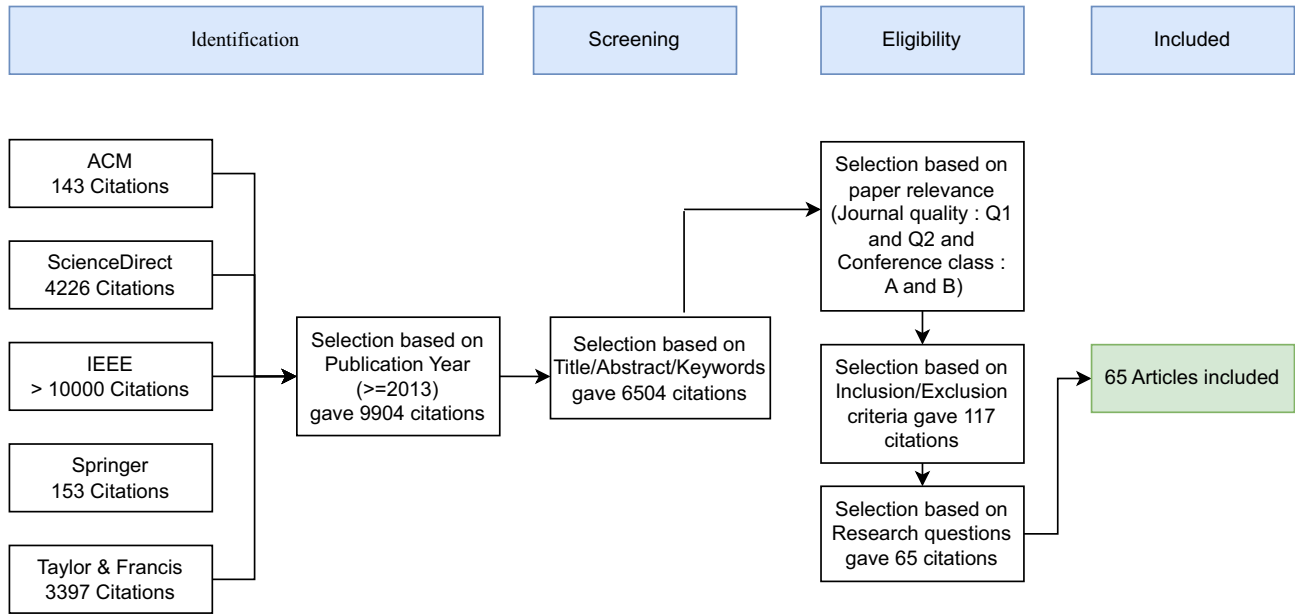 Identification
Screening
Eligibility
Included
ACM
143 Citations
ScienceDirect
4226 Citations
IEEE
> 10000 Citations
Springer
153 Citations
Taylor & Francis
3397 Citations
Selection based on
Publication Year
(>=2013)
gave 9904 citations
Selection based on
Title/Abstract/Keywords
gave 6504 citations
Selection based on
paper relevance
(Journal quality : Q1
and Q2 and
Conference class :
A and B)
Selection based on
Inclusion/Exclusion
criteria gave 117
citations
Selection based on
Research questions
gave 65 citations
65 Articles included